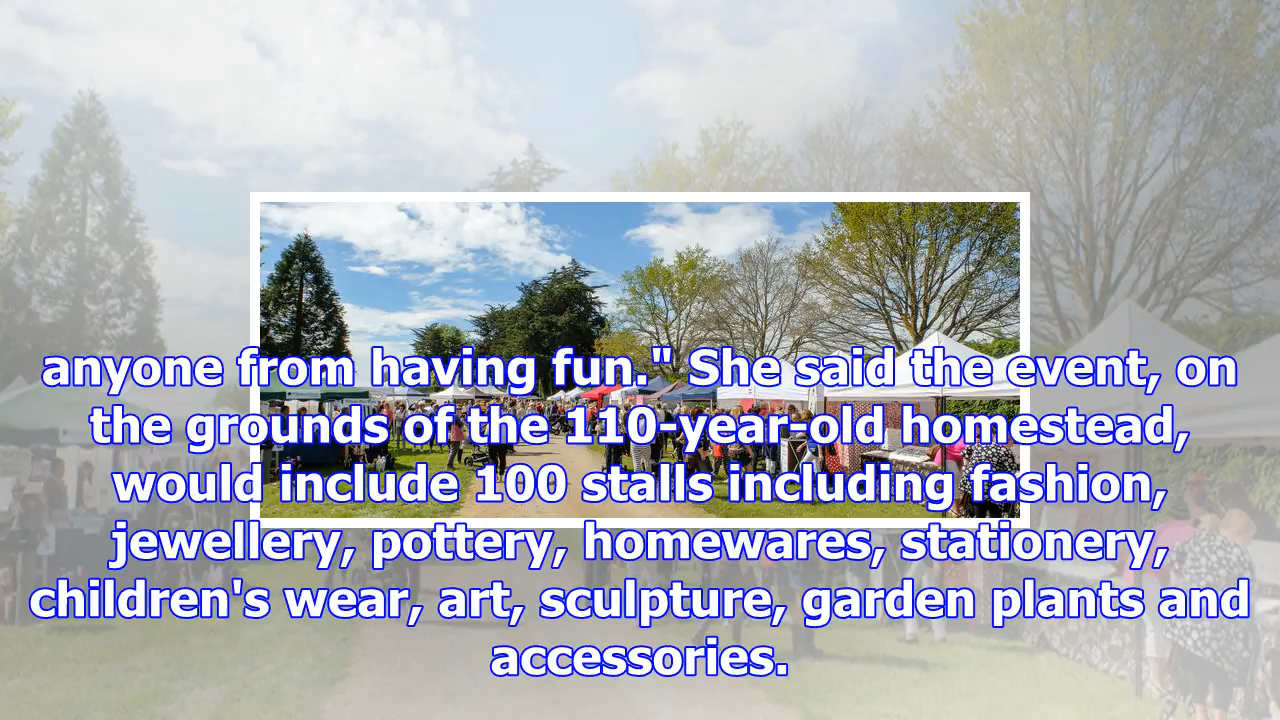 anyone from having fun." She said the event, on
the grounds of the 110-year-old homestead,
would include 100 stalls including fashion,
jewellery, pottery, homewares, stationery,
children's wear, art, sculpture, garden plants and
accessories.